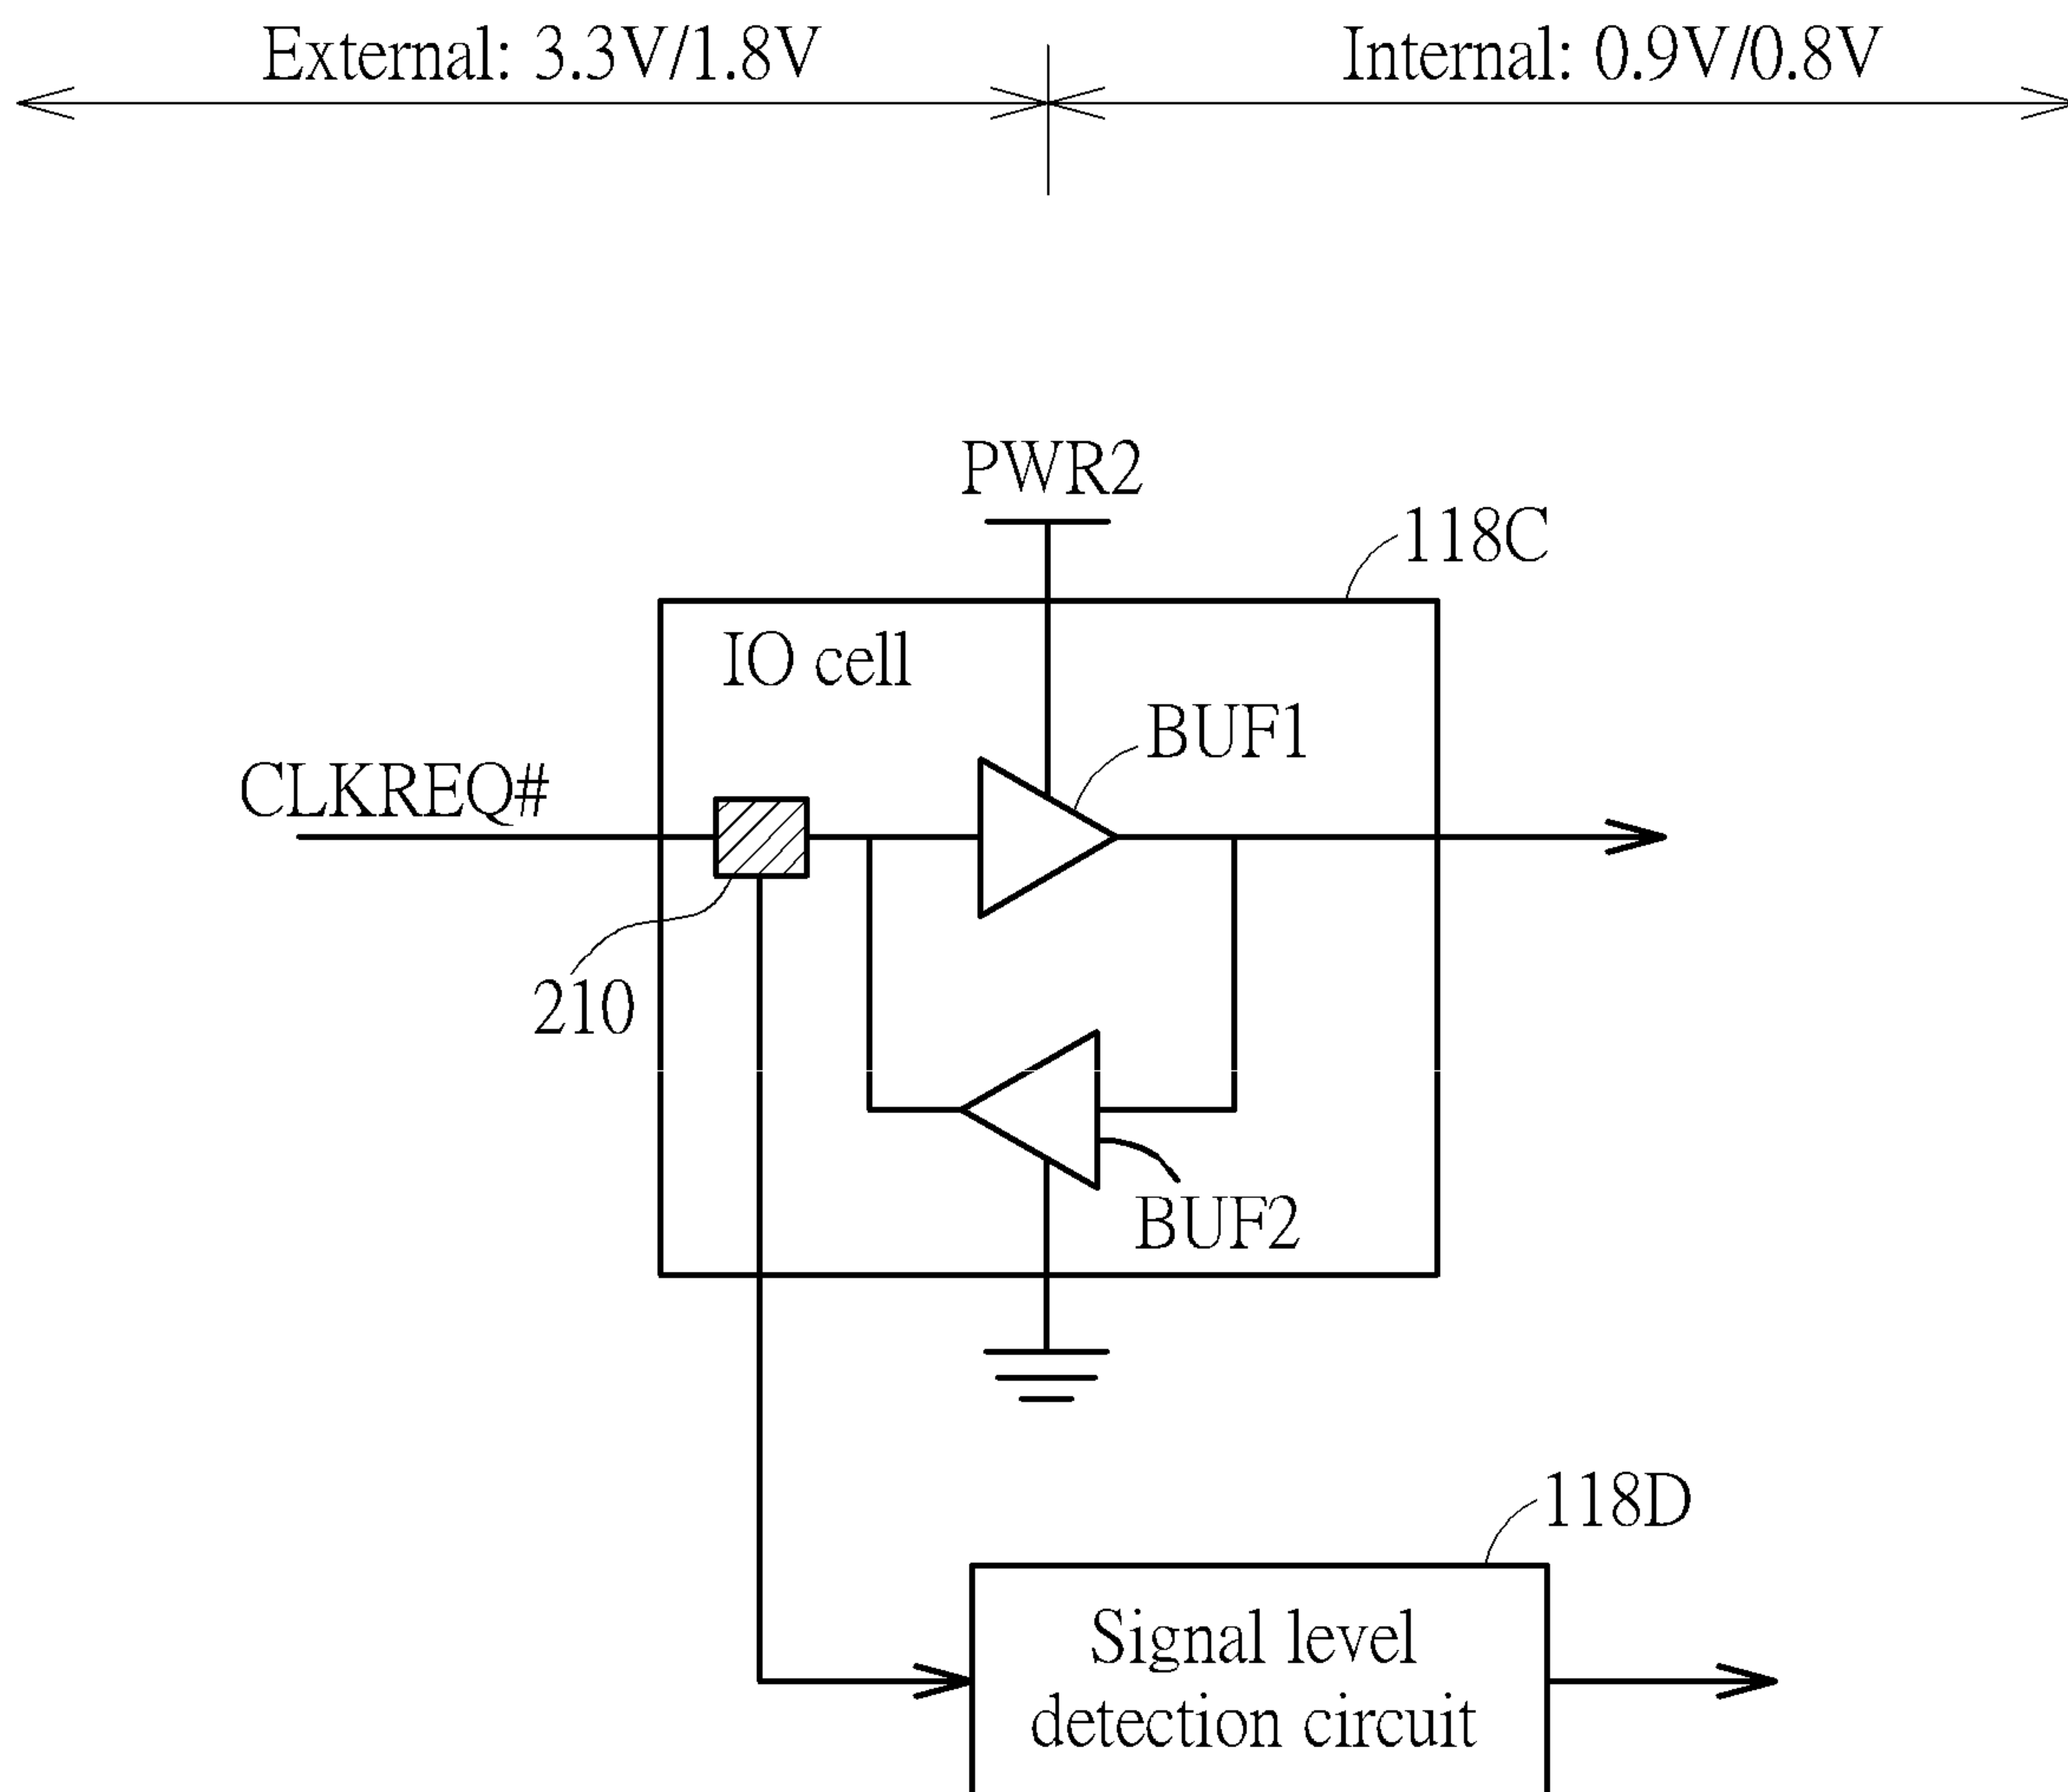 External: 3.3V/1.8V
Internal: 0.9V/0.8V
PWR2
118C
IO cell
BUF1
CLKREQ#
210
BUF2
118D
Signal level
detection circuit